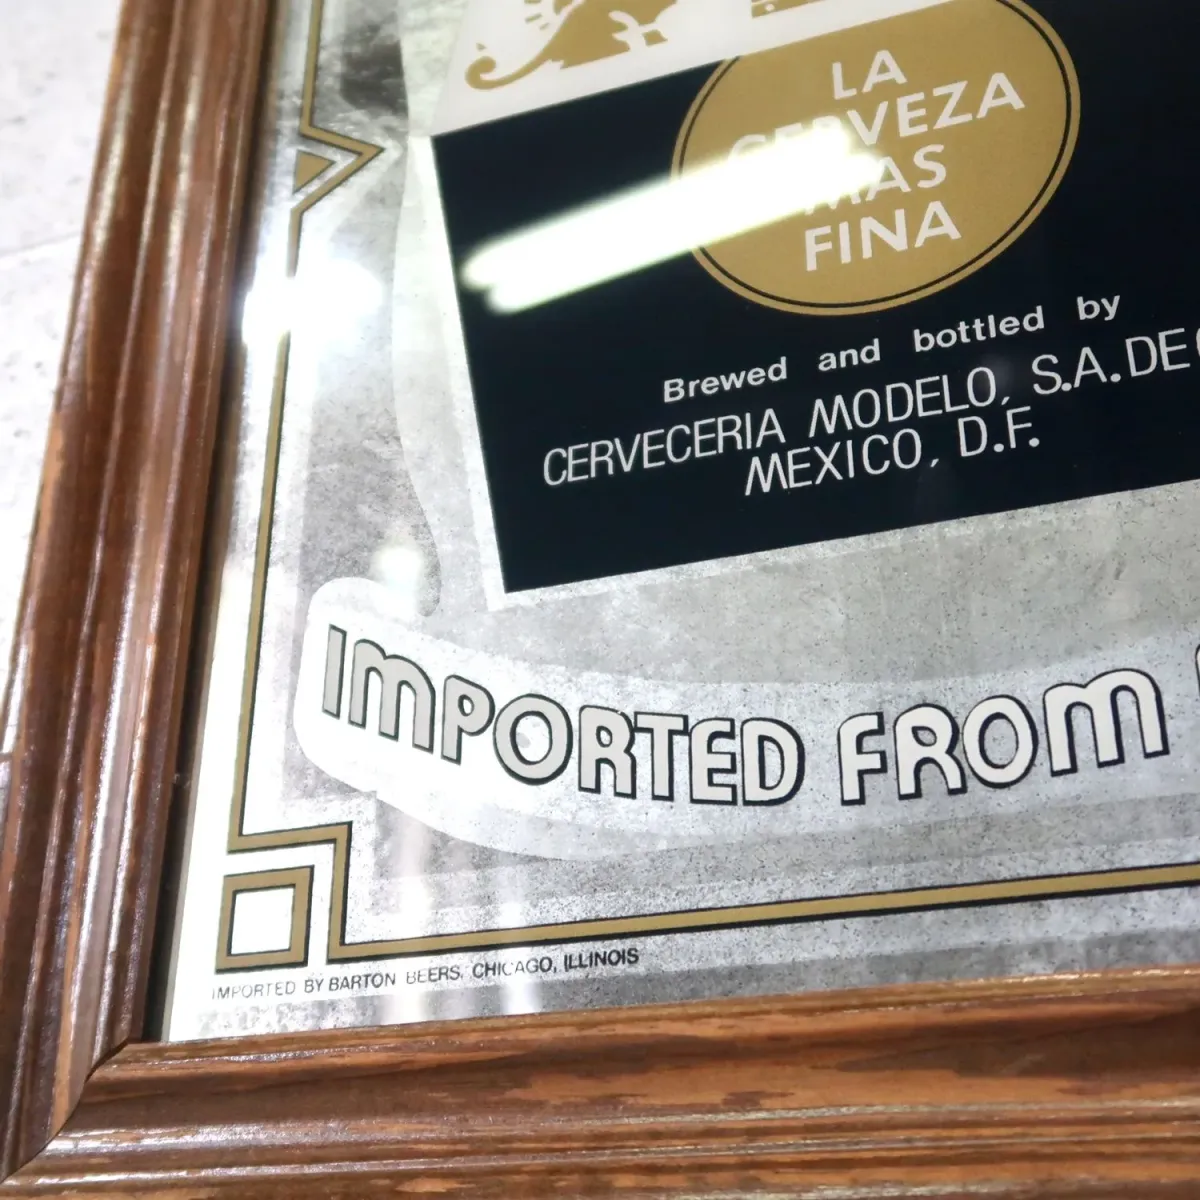 LA
CERVEZA
MAS
FINA
Brewed and bottled by
CERVECERIA MODELO, S.A. DE
MEXICO, D.F.
IMPORTED FROM
IMPORTED BY BARTON BEERS, CHICAGO, ILLINOIS